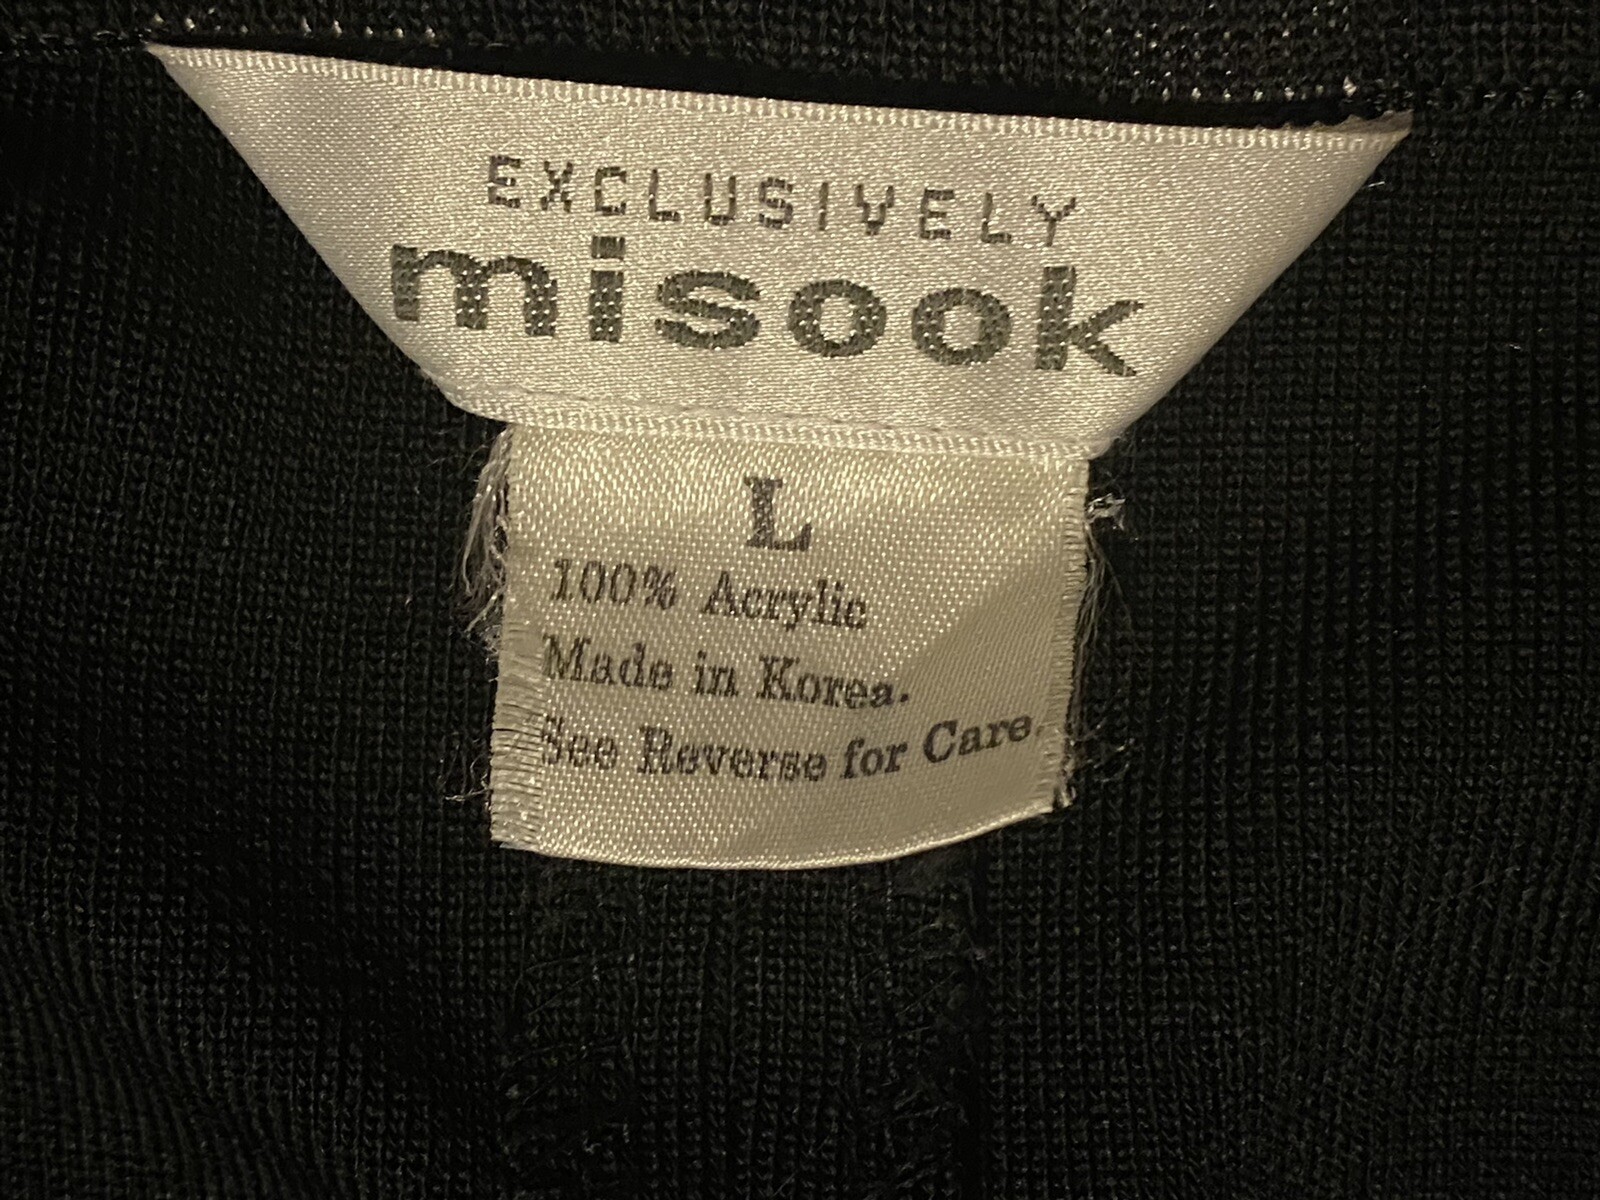 EXCLUSIVELY
misook
L
100% Acrylic
Made in Korea.
See Reverse for Care.